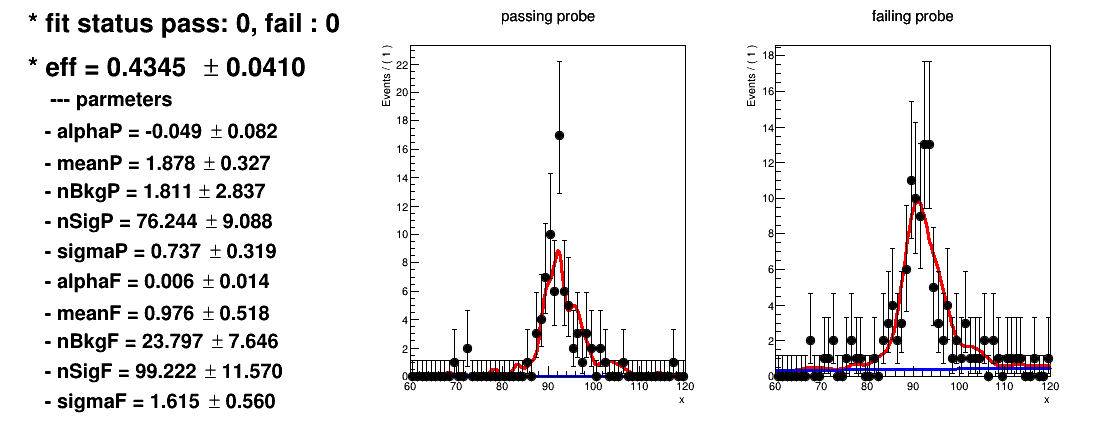 * fit status pass: 0, fail : 0
* eff = 0.4345 ± 0.0410
--- parmeters
- alphaP = -0.049 ± 0.082
- meanP = 1.878 ± 0.327
- nBkgP = 1.811 ± 2.837
- nSigP = 76.244 ± 9.088
- sigmaP = 0.737 ± 0.319
- alphaF = 0.006 ± 0.014
- meanF = 0.976 ± 0.518
- nBkgF = 23.797 ± 7.646
- nSigF = 99.222 ± 11.570
- sigmaF = 1.615 ± 0.560
passing probe
Events / ( 1 )
22
20
18
16
14
12
10
8
6
4
2
0
60 70 80 90 100 110 120
x
failing probe
Events / ( 1 )
18
16
14
12
10
8
6
4
2
0
60 70 80 90 100 110 120
x